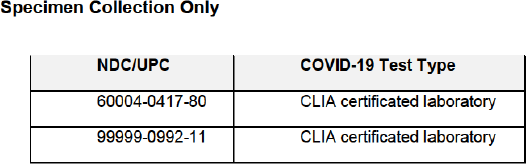 Specimen Collection Only
NDC/UPC COVID-19 Test Type
60004-0417-80 CLIA certificated laboratory
99999-0992-11 CLIA certificated laboratory